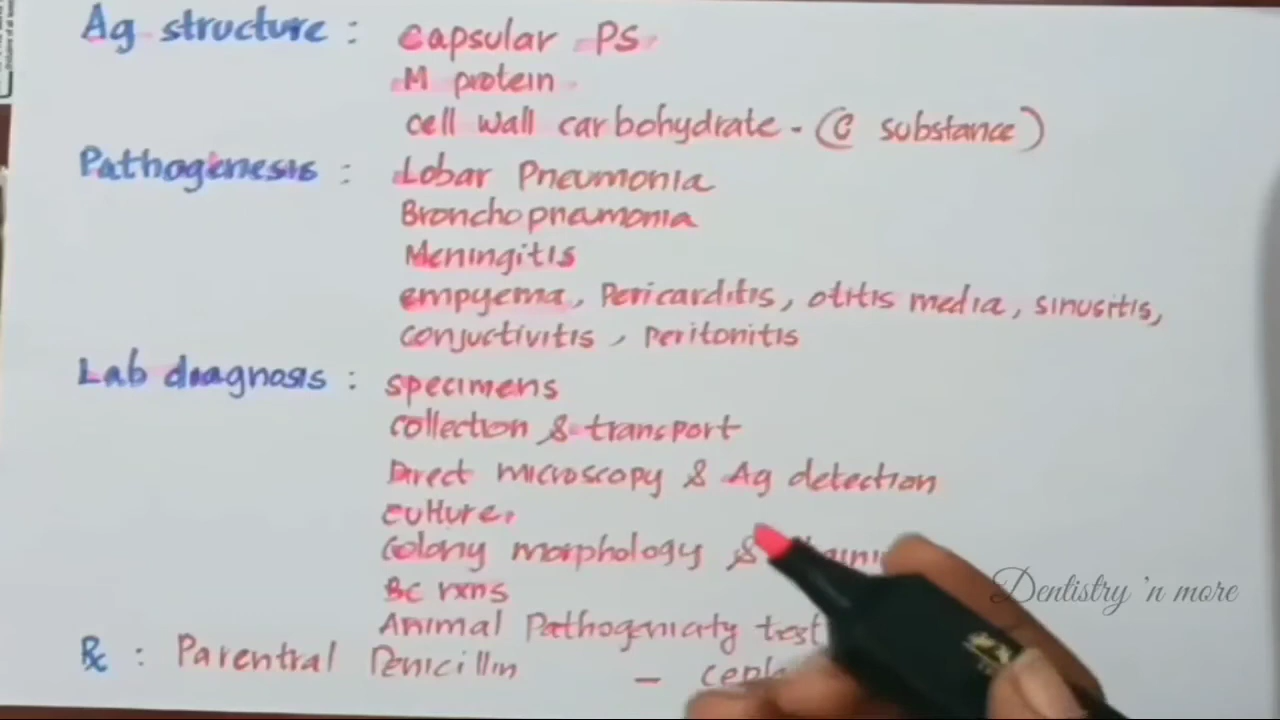 Ag structure : capsular PS
M protein
cell wall carbohydrate - (C substance)
Pathogenesis : Lobar Pneumonia
Bronchopneumonia
Meningitis
empyema, Pericarditis, otitis media, sinusitis,
conjuctivitis, Peritonitis
Lab diagnosis : specimens
collection & transport
Direct microscopy & Ag detection
culture,
Colony morphology &
BC rxns
Animal Pathogenicity test
Rx : Parentral Penicillin -
Dentistry 'n more